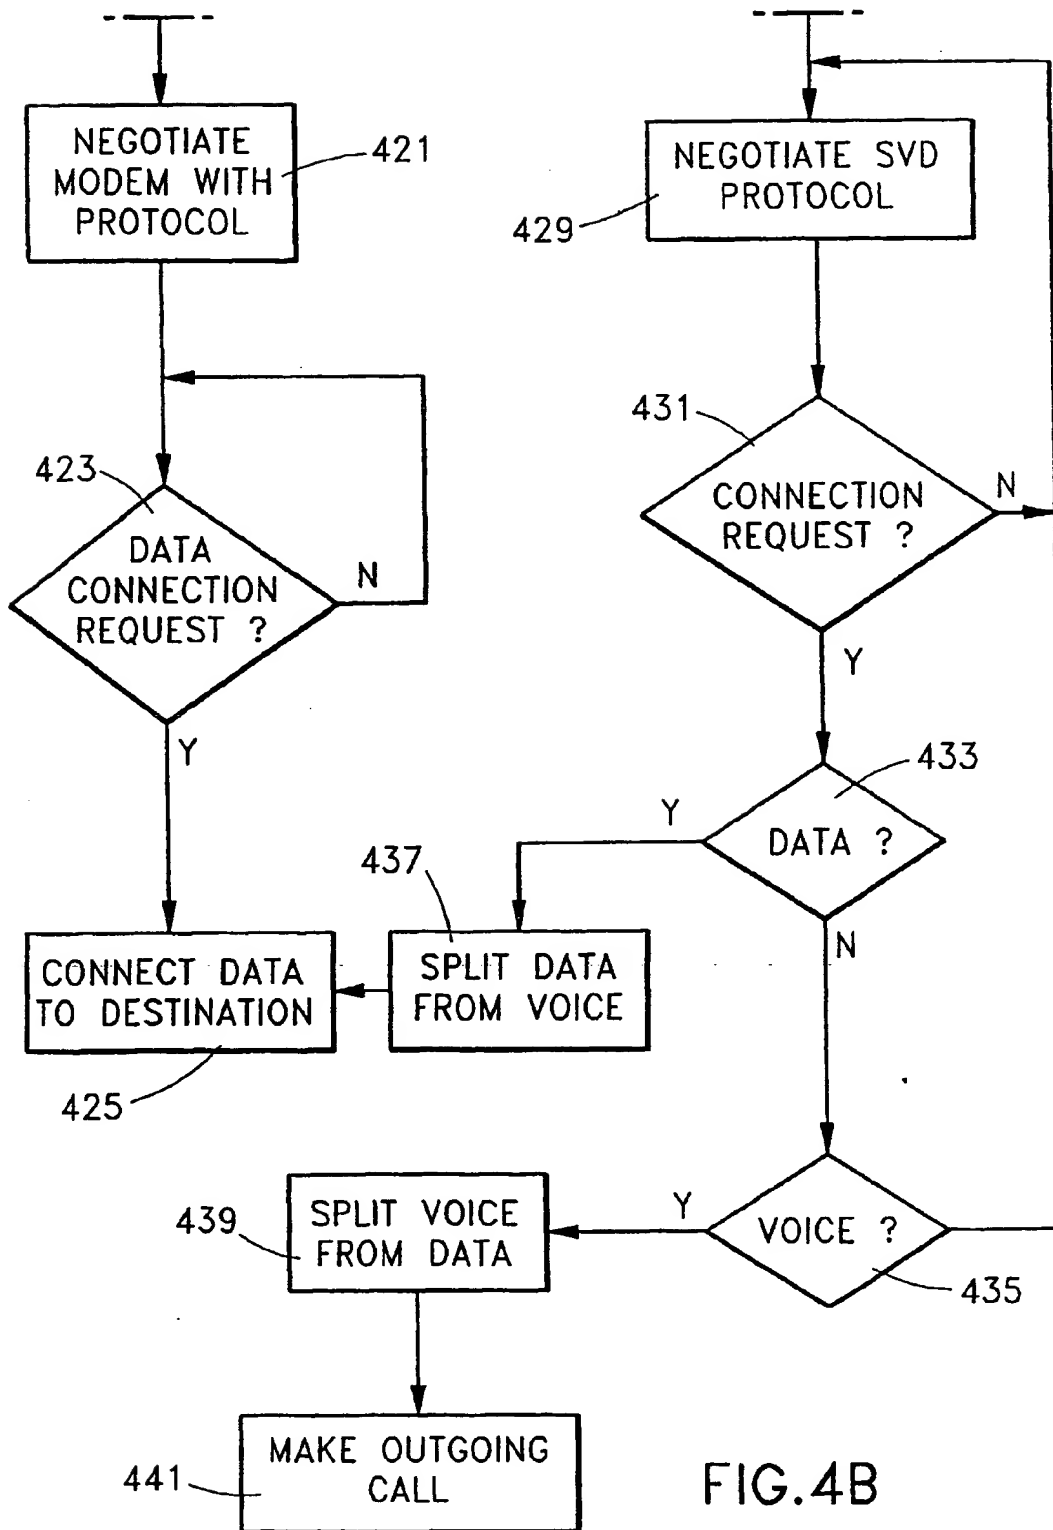 NEGOTIATE
MODEM WITH
PROTOCOL
421
NEGOTIATE SVD
PROTOCOL
429
431
CONNECTION
REQUEST ?
N
Y
423
DATA
CONNECTION
REQUEST ?
N
Y
433
DATA ?
Y
N
437
SPLIT DATA
FROM VOICE
CONNECT DATA
TO DESTINATION
425
439
SPLIT VOICE
FROM DATA
Y
VOICE ?
435
441
MAKE OUTGOING
CALL
FIG.4B